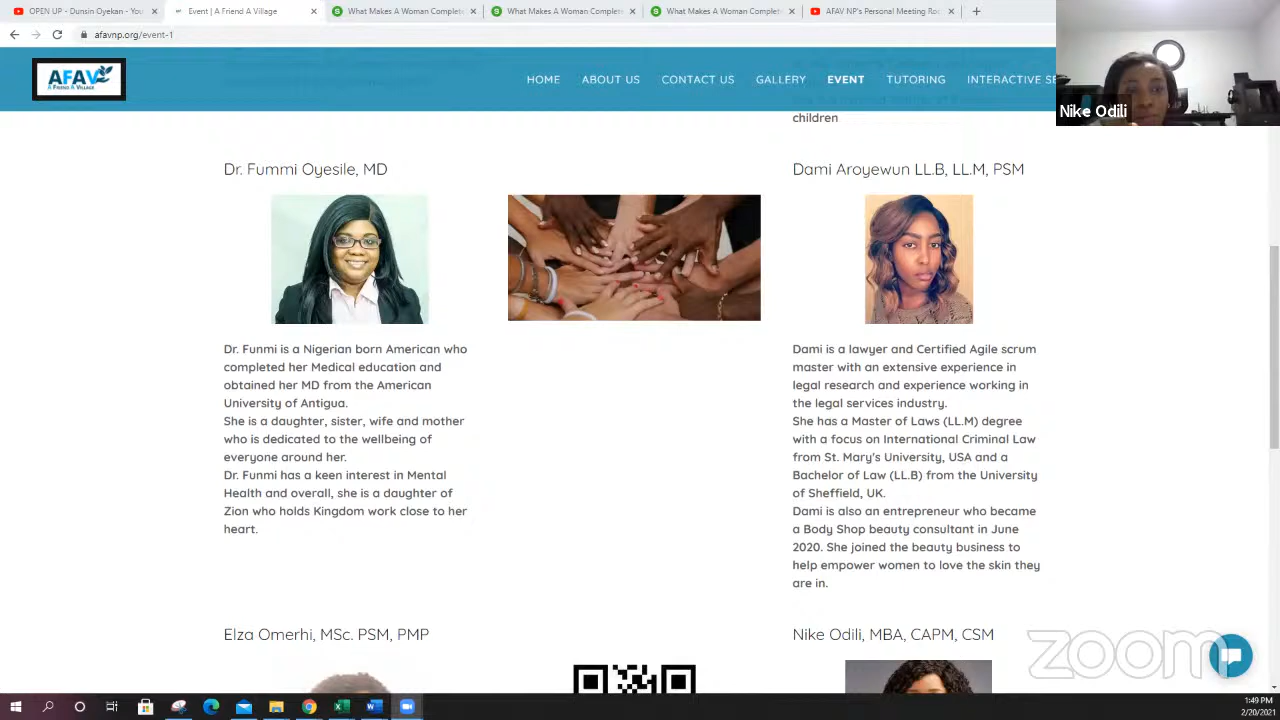 OPEN UP - Dunsin Oyekan - You
Event | A Friend A Village
What Makes A Woman Complet
What Makes A Woman Complet
What Makes A Woman Complet
AFAV NP's Personal Meeting Ro
afavnp.org/event-1
AFAV
A FRIEND A VILLAGE
HOME
ABOUT US
CONTACT US
GALLERY
EVENT
TUTORING
INTERACTIVE SE
Nike Odili
children
Dr. Fummi Oyesile, MD
Dr. Funmi is a Nigerian born American who
completed her Medical education and
obtained her MD from the American
University of Antigua.
She is a daughter, sister, wife and mother
who is dedicated to the wellbeing of
everyone around her.
Dr. Funmi has a keen interest in Mental
Health and overall, she is a daughter of
Zion who holds Kingdom work close to her
heart.
Dami Aroyewun LL.B, LL.M, PSM
Dami is a lawyer and Certified Agile scrum
master with an extensive experience in
legal research and experience working in
the legal services industry.
She has a Master of Laws (LL.M) degree
with a focus on International Criminal Law
from St. Mary's University, USA and a
Bachelor of Law (LL.B) from the University
of Sheffield, UK.
Dami is also an entrepreneur who became
a Body Shop beauty consultant in June
2020. She joined the beauty business to
help empower women to love the skin they
are in.
Elza Omerhi, MSc. PSM, PMP
Nike Odili, MBA, CAPM, CSM
zoom
1:49 PM
2/20/2021